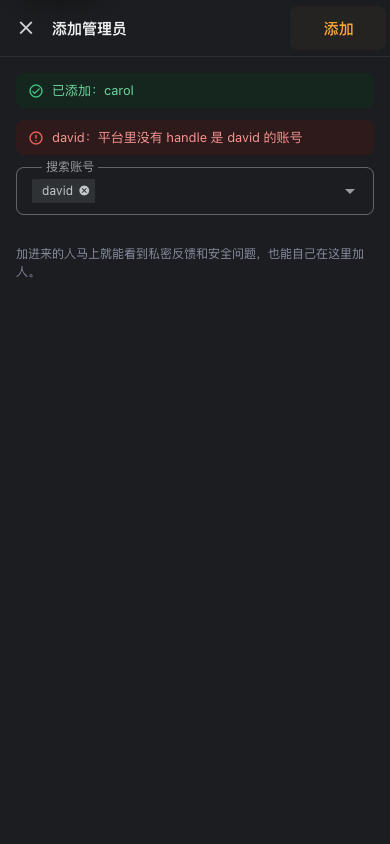 添加管理员
添加
已添加：carol
david：平台里没有 handle 是 david 的账号
搜索账号
david
加进来的人马上就能看到私密反馈和安全问题，也能自己在这里加
人。